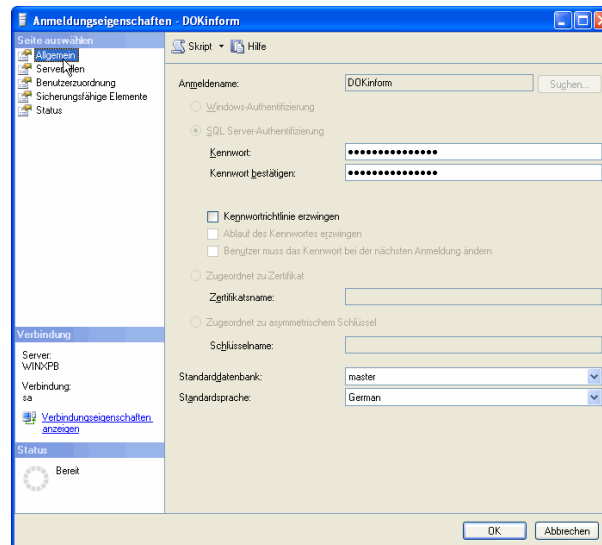 Anmeldungseigenschaften - DOKinform
Seite auswählen
Allgemein
Benutzerzuordnung
Sicherungsfähige Elemente
Status
Skript Hilfe
Anmeldename: DOKinform Suchen...
Windows-Authentifizierung
SQL Server-Authentifizierung
Kennwort: ●●●●●●●●●●●●●●●
Kennwort bestätigen: ●●●●●●●●●●●●●●●
Kennwortrichtlinie erzwingen
Ablauf des Kennwortes erzwingen
Benutzer muss das Kennwort bei der nächsten Anmeldung ändern
Zugeordnet zu Zertifikat
Zertifikatsname:
Zugeordnet zu asymmetrischem Schlüssel
Schlüsselname:
Standarddatenbank: master
Standardsprache: German
Verbindung
Server:
WINXPB
Verbindung:
sa
Verbindungseigenschaften
anzeigen
Status
Bereit
OK Abbrechen